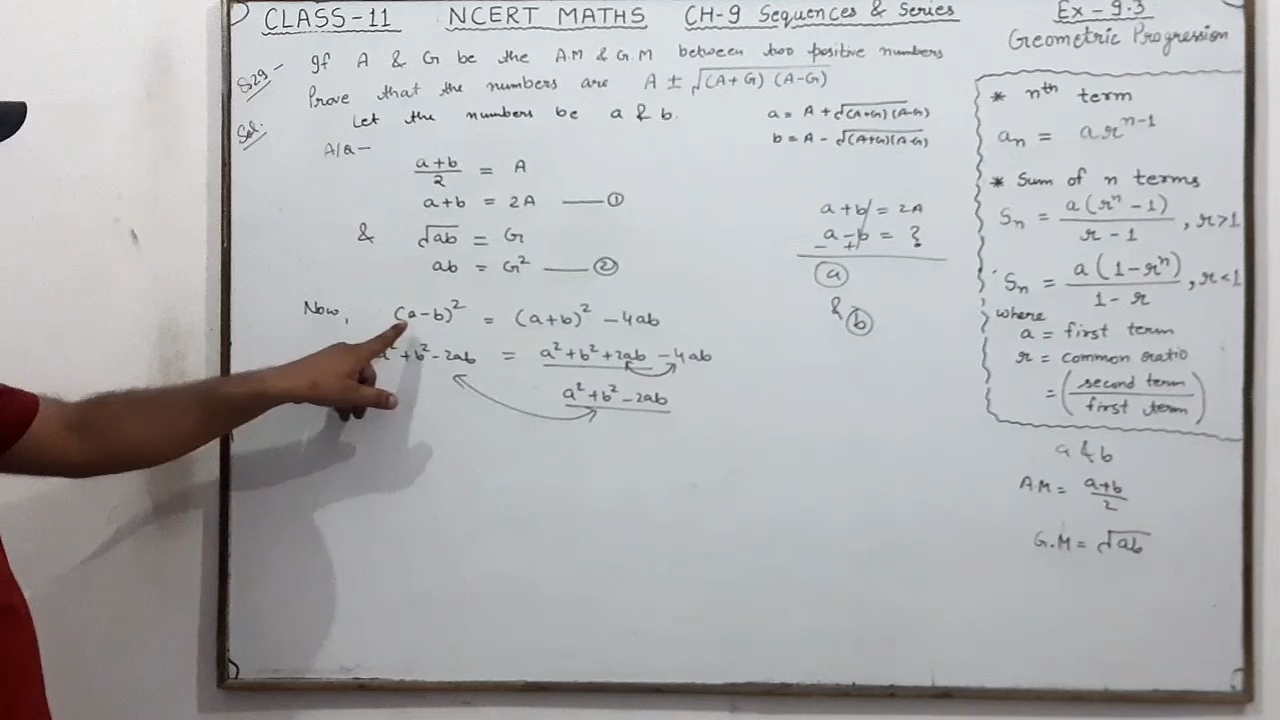 CLASS-11 NCERT MATHS CH-9 Sequences & Series
Ex - 9.3
Geometric Progression
S29 - If A & G be the A.M & G.M between two positive numbers
Prove that the numbers are A ± √(A+G) (A-G)
Sol. Let the numbers be a & b.
A/Q -
a+b/2 = A
a+b = 2A —— ①
& √ab = G
ab = G² —— ②
Now, (a-b)² = (a+b)² - 4ab
a²+b²-2ab = a²+b²+2ab - 4ab
a²+b²-2ab
a = A + √(A+G)(A-G)
b = A - √(A+G)(A-G)
a+b = 2A
a-b = ?
- +
a
& b
* nth term
an = ar^n-1
* Sum of n terms
Sn = a(r^n - 1)/r - 1 , r>1
Sn = a(1-r^n)/1 - r , r<1
where
a = first term
r = common ratio
= (second term/first term)
a & b
A.M = a+b/2
G.M = √ab